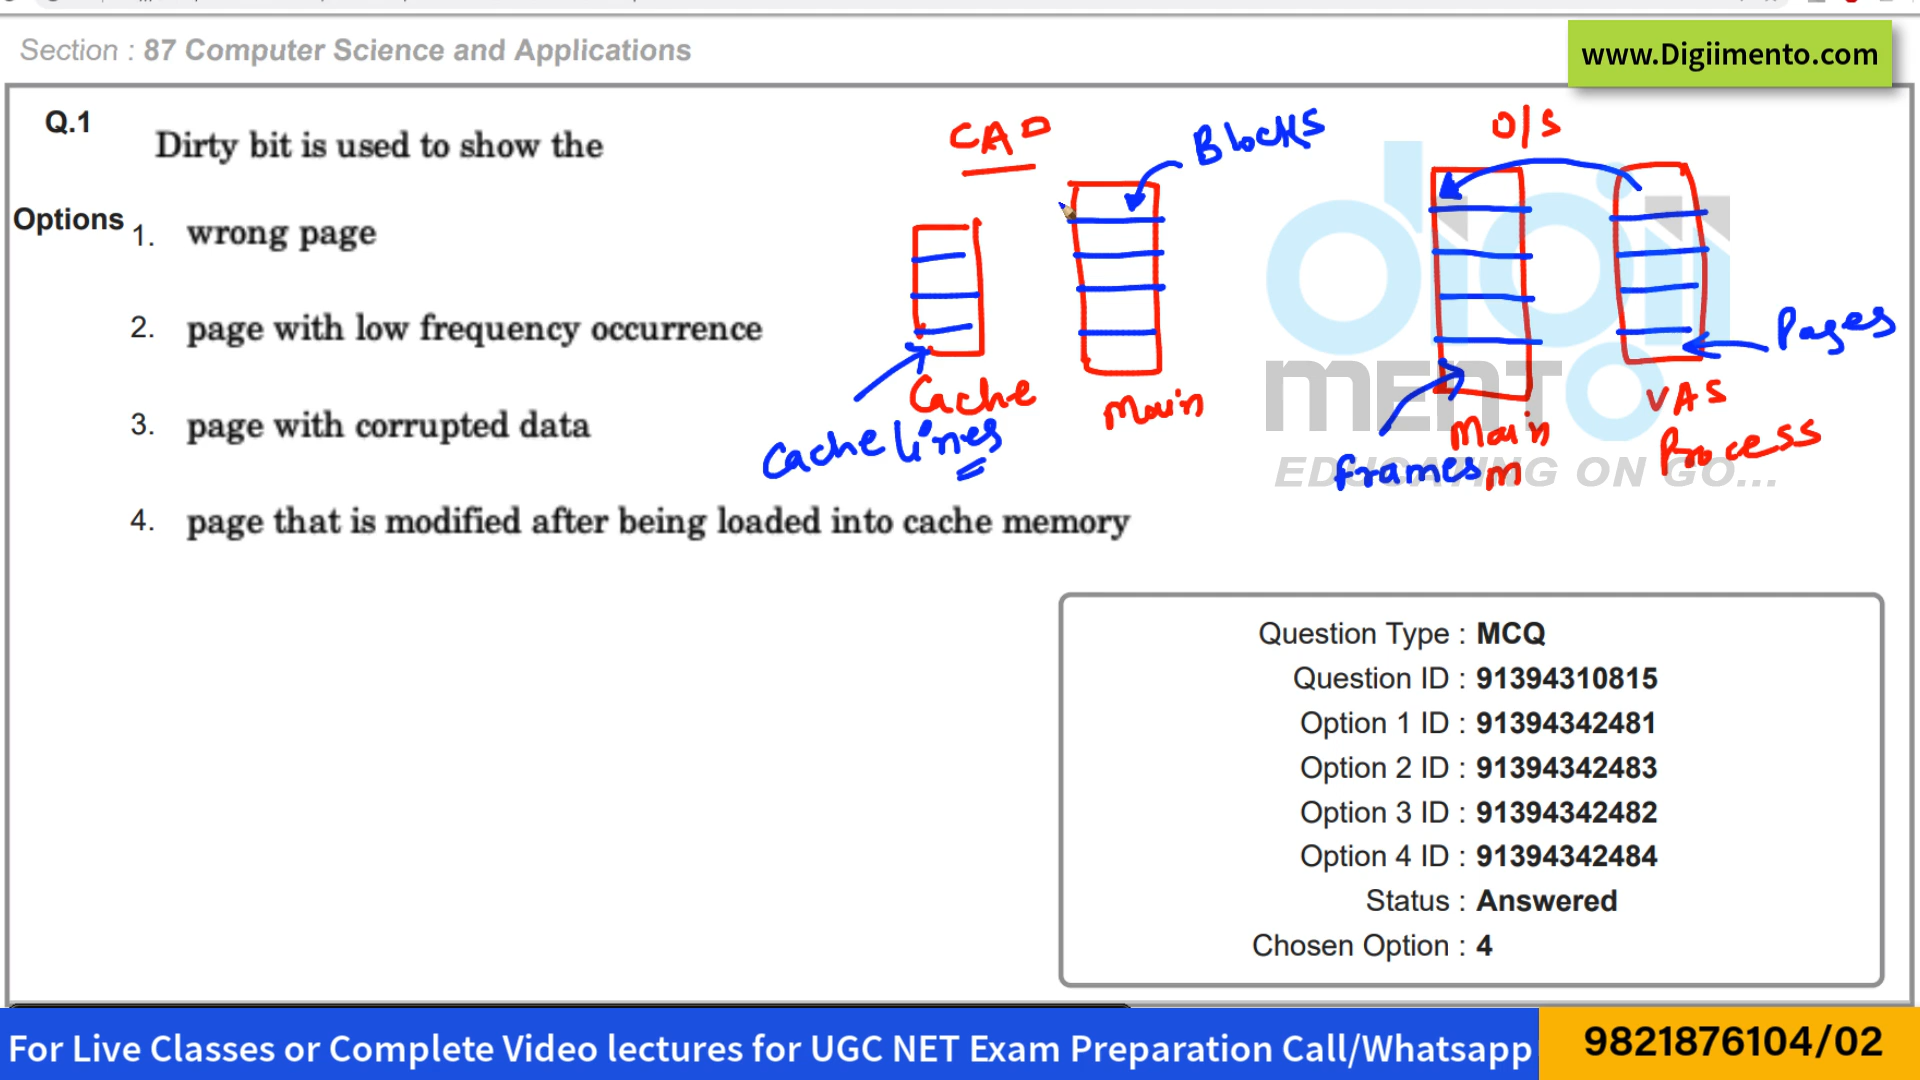 Section : 87 Computer Science and Applications
www.Digiimento.com
Q.1
Dirty bit is used to show the
Options
1. wrong page
2. page with low frequency occurrence
3. page with corrupted data
4. page that is modified after being loaded into cache memory
CAO
Blocks
Cache
Main
Cache lines
O/S
Pages
VAS
Process
Main
M
frames
digii
MENTO
EDUCATING ON GO...
Question Type : MCQ
Question ID : 91394310815
Option 1 ID : 91394342481
Option 2 ID : 91394342483
Option 3 ID : 91394342482
Option 4 ID : 91394342484
Status : Answered
Chosen Option : 4
For Live Classes or Complete Video lectures for UGC NET Exam Preparation Call/Whatsapp
9821876104/02